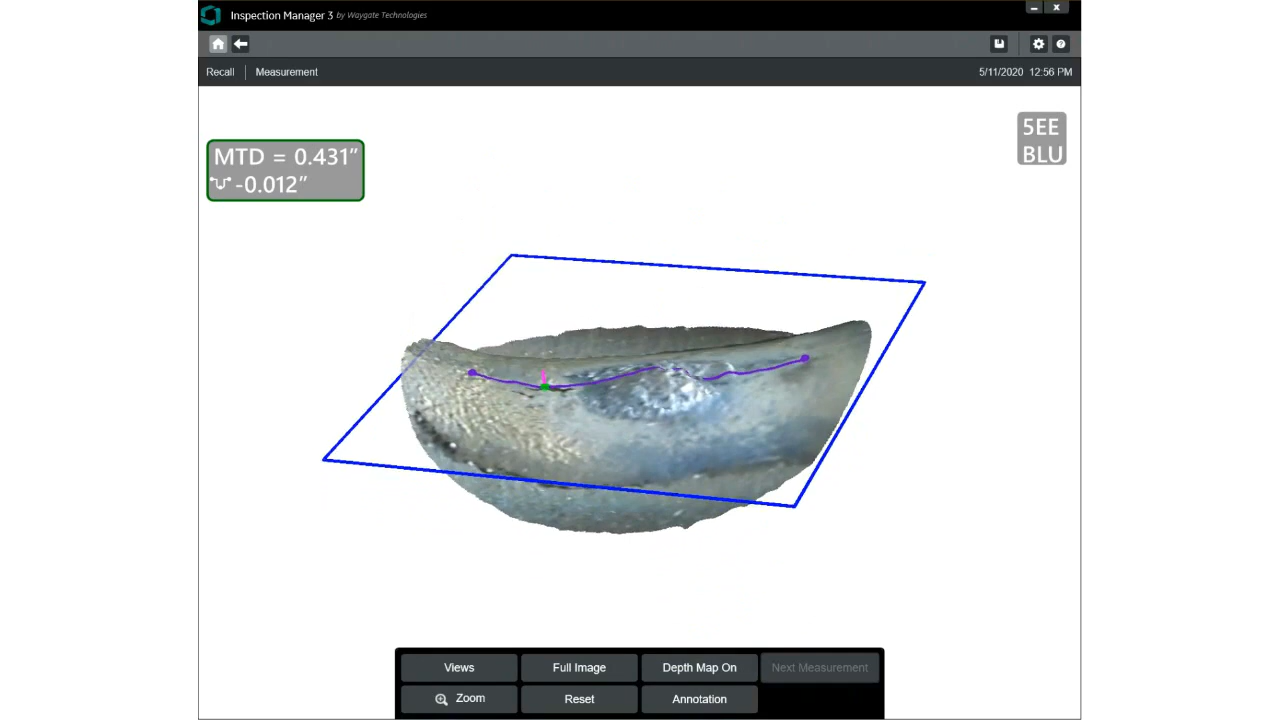 Inspection Manager 3 by Waygate Technologies
Recall Measurement
5/11/2020 12:56 PM
MTD = 0.431"
-0.012"
5EE
BLU
Views Full Image Depth Map On Next Measurement
Zoom Reset Annotation